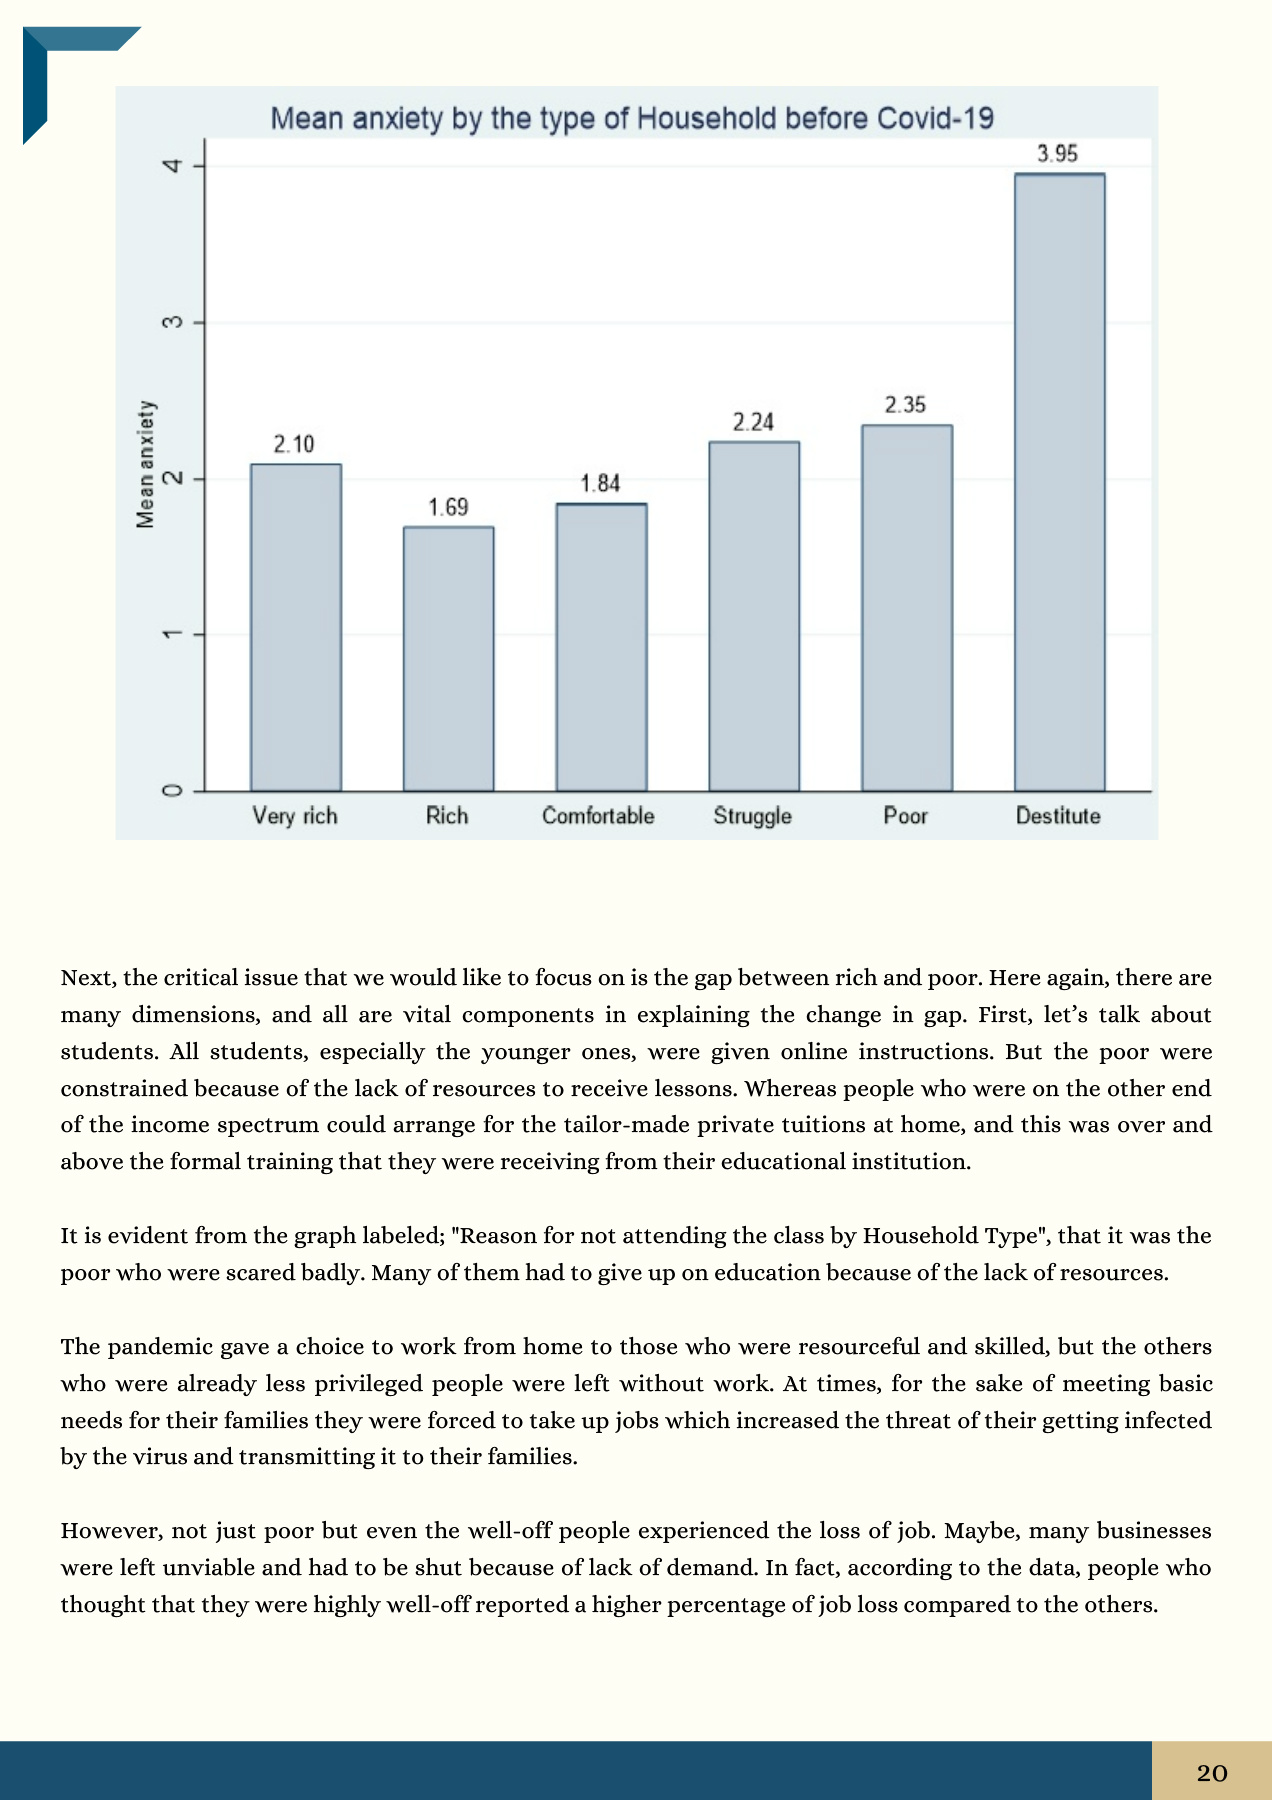 Mean anxiety by the type of Household before Covid-19
Mean anxiety
4
3
2
1
0
2.10
1.69
1.84
2.24
2.35
3.95
Very rich
Rich
Comfortable
Struggle
Poor
Destitute
Next, the critical issue that we would like to focus on is the gap between rich and poor. Here again, there are
many dimensions, and all are vital components in explaining the change in gap. First, let’s talk about
students. All students, especially the younger ones, were given online instructions. But the poor were
constrained because of the lack of resources to receive lessons. Whereas people who were on the other end
of the income spectrum could arrange for the tailor-made private tuitions at home, and this was over and
above the formal training that they were receiving from their educational institution.
It is evident from the graph labeled; "Reason for not attending the class by Household Type", that it was the
poor who were scared badly. Many of them had to give up on education because of the lack of resources.
The pandemic gave a choice to work from home to those who were resourceful and skilled, but the others
who were already less privileged people were left without work. At times, for the sake of meeting basic
needs for their families they were forced to take up jobs which increased the threat of their getting infected
by the virus and transmitting it to their families.
However, not just poor but even the well-off people experienced the loss of job. Maybe, many businesses
were left unviable and had to be shut because of lack of demand. In fact, according to the data, people who
thought that they were highly well-off reported a higher percentage of job loss compared to the others.
20